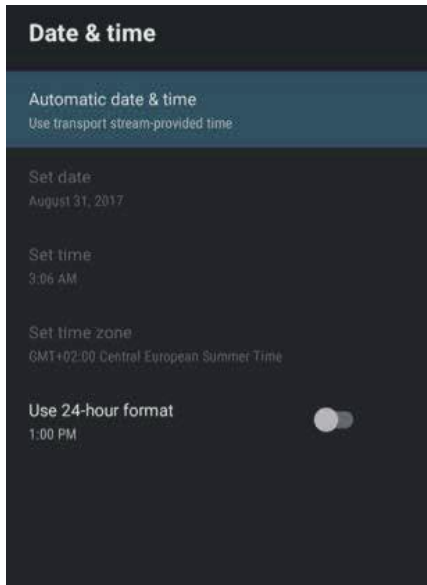 Date & time
Automatic date & time
Use transport stream-provided time
Set date
August 31, 2017
Set time
3:06 AM
Set time zone
GMT+02:00 Central European Summer Time
Use 24-hour format
1:00 PM